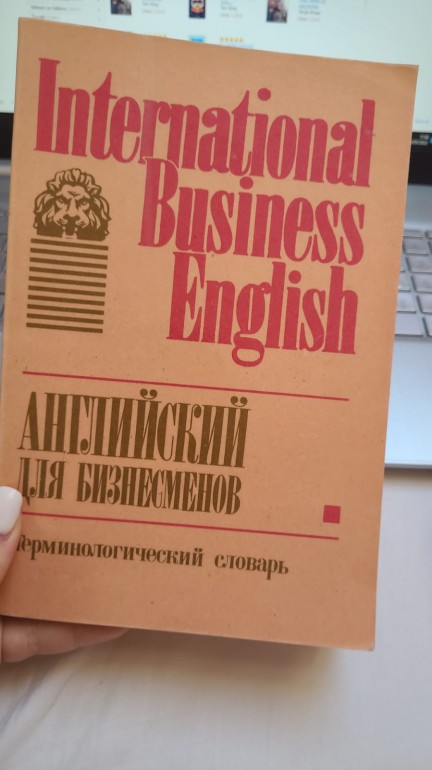 International
Business
English
АНГЛИЙСКИЙ
ДЛЯ БИЗНЕСМЕНОВ
Терминологический словарь